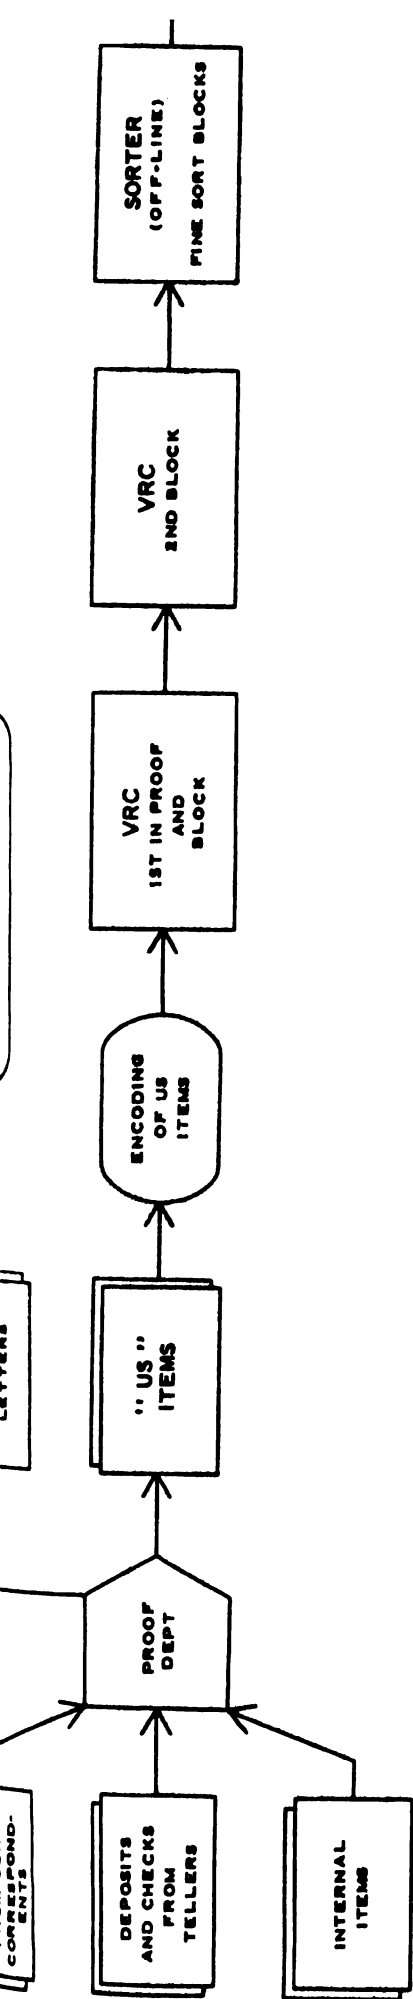 SORTER
(OFF-LINE)
FINE SORT BLOCKS
VRC
2ND BLOCK
VRC
1ST IN PROOF
AND
BLOCK
ENCODING
OF US
ITEMS
LETTERS
"US"
ITEMS
PROOF
DEPT
CORRESPOND-
ENTS
DEPOSITS
AND CHECKS
FROM
TELLERS
INTERNAL
ITEMS